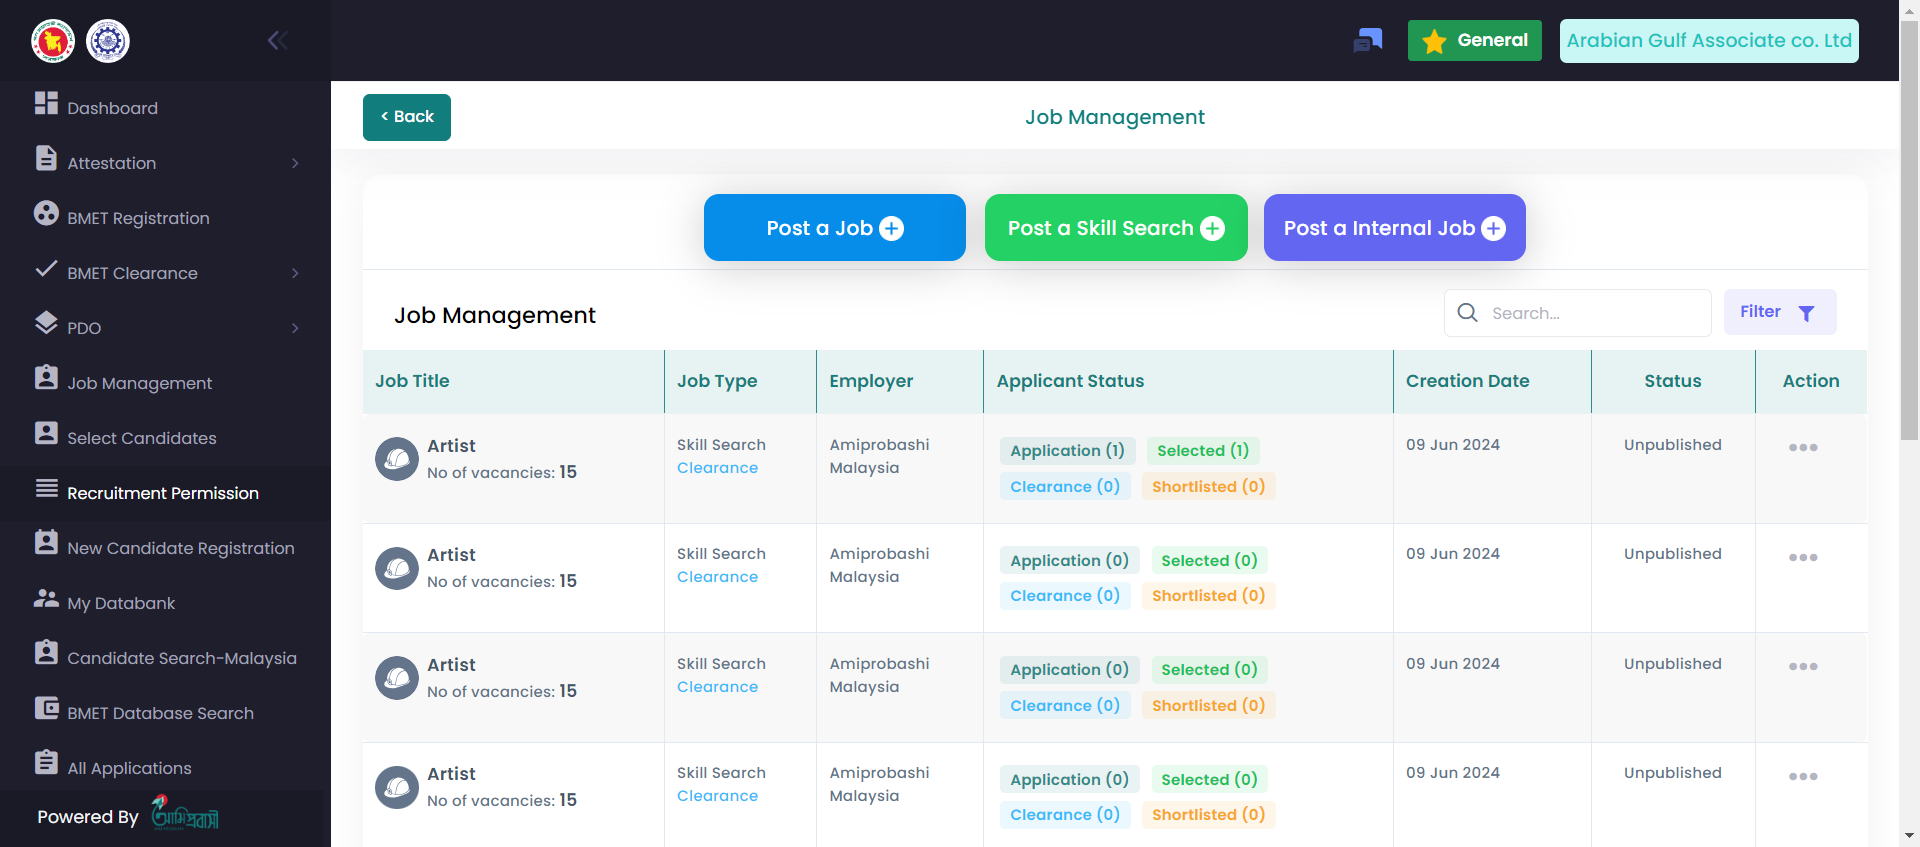 General
Arabian Gulf Associate co. Ltd
Dashboard
Attestation
BMET Registration
BMET Clearance
PDO
Job Management
Select Candidates
Recruitment Permission
New Candidate Registration
My Databank
Candidate Search-Malaysia
BMET Database Search
All Applications
Powered By আমি প্রবাসী
< Back
Job Management
Post a Job
Post a Skill Search
Post a Internal Job
Job Management
Search...
Filter
Job Title Job Type Employer Applicant Status Creation Date Status Action
Artist Skill Search Amiprobashi Application (1) Selected (1) 09 Jun 2024 Unpublished
No of vacancies: 15 Clearance Malaysia Clearance (0) Shortlisted (0)
Artist Skill Search Amiprobashi Application (0) Selected (0) 09 Jun 2024 Unpublished
No of vacancies: 15 Clearance Malaysia Clearance (0) Shortlisted (0)
Artist Skill Search Amiprobashi Application (0) Selected (0) 09 Jun 2024 Unpublished
No of vacancies: 15 Clearance Malaysia Clearance (0) Shortlisted (0)
Artist Skill Search Amiprobashi Application (0) Selected (0) 09 Jun 2024 Unpublished
No of vacancies: 15 Clearance Malaysia Clearance (0) Shortlisted (0)